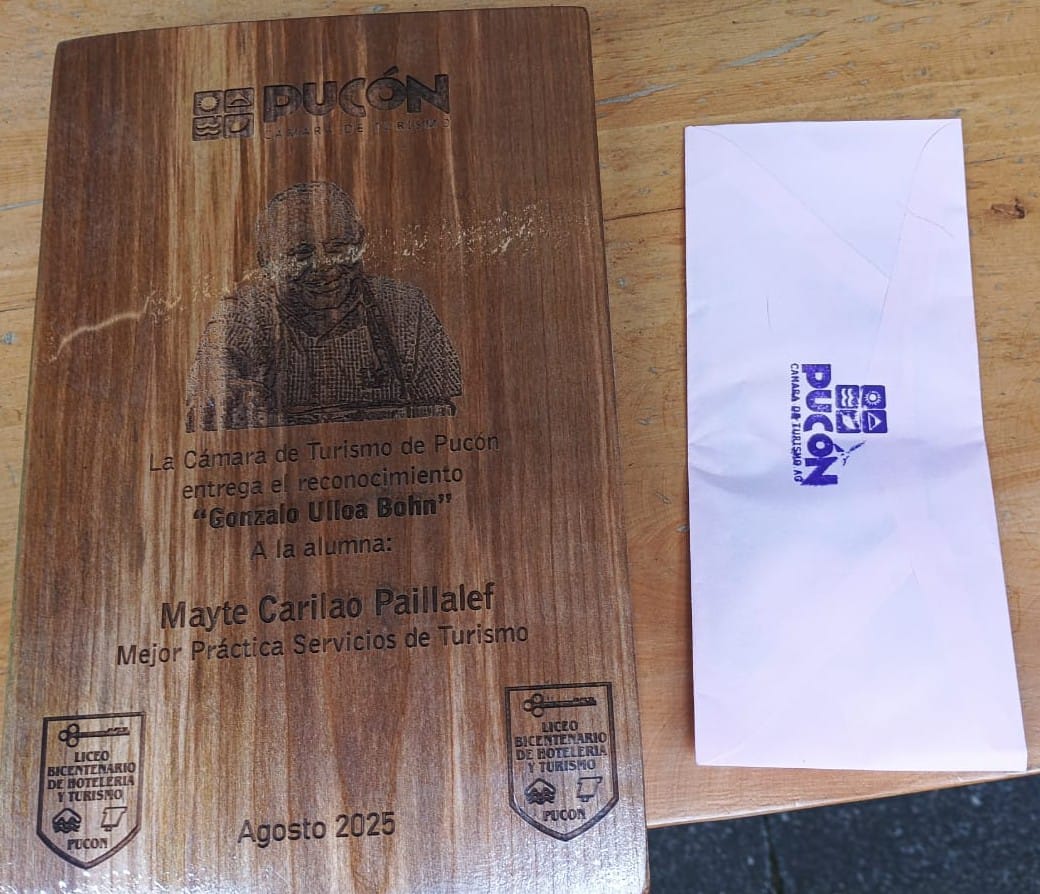 PUCÓN
CAMARA DE TURISMO
La Cámara de Turismo de Pucón
entrega el reconocimiento
“Gonzalo Ulloa Bohn”
A la alumna:
Mayte Carilao Paillalef
Mejor Práctica Servicios de Turismo
LICEO
BICENTENARIO
DE HOTELERIA
Y TURISMO
PUCON
LICEO
BICENTENARIO
DE HOTELERIA
Y TURISMO
PUCON
Agosto 2025
PUCÓN
CAMARA DE TURISMO AG